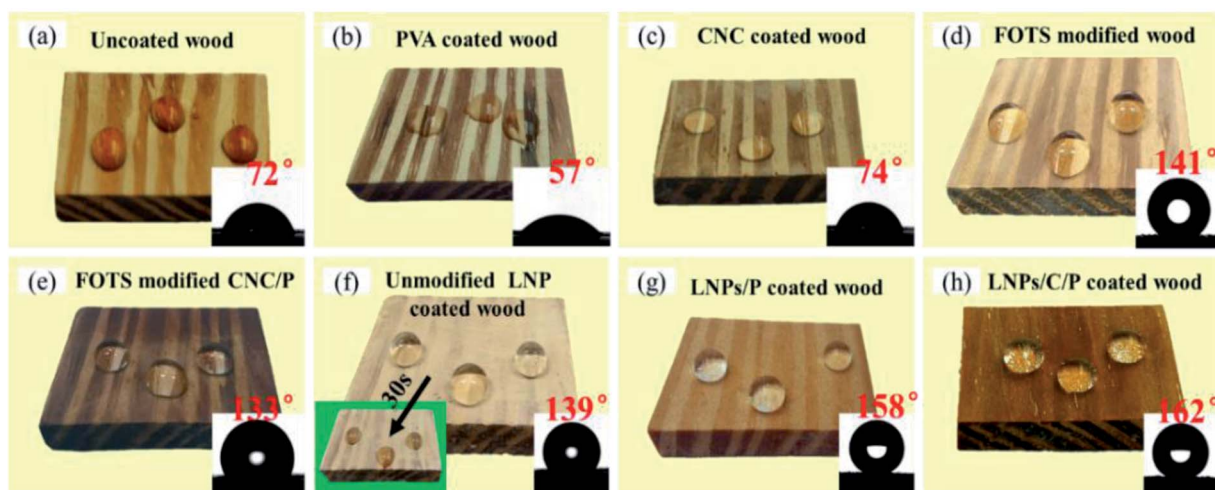 (a) Uncoated wood
72°
(b) PVA coated wood
57°
(c) CNC coated wood
74°
(d) FOTS modified wood
141°
(e) FOTS modified CNC/P
133°
(f) Unmodified LNP
coated wood
30s
139°
(g) LNPs/P coated wood
158°
(h) LNPs/C/P coated wood
162°